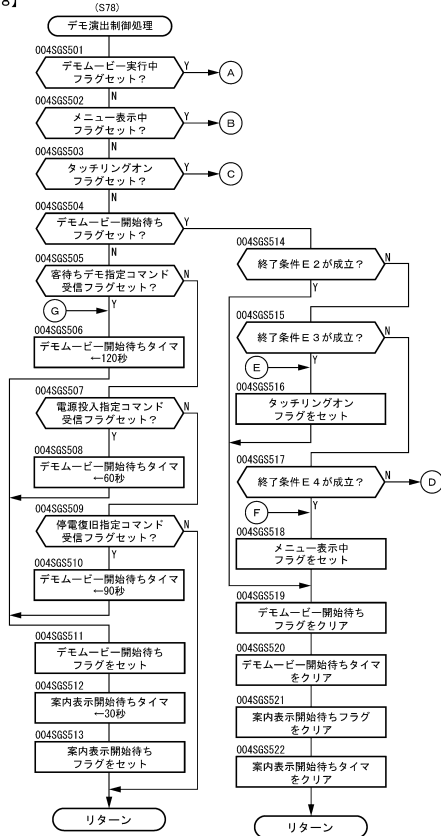 8】
(S78)
デモ演出制御処理
004SGS501
デモムービー実行中
フラグセット？
Y
A
N
004SGS502
メニュー表示中
フラグセット？
Y
B
N
004SGS503
タッチリングオン
フラグセット？
Y
C
N
004SGS504
デモムービー開始待ち
フラグセット？
Y
N
004SGS505
客待ちデモ指定コマンド
受信フラグセット？
N
Y
G
004SGS506
デモムービー開始待ちタイマ
←120秒
004SGS507
電源投入指定コマンド
受信フラグセット？
N
Y
004SGS508
デモムービー開始待ちタイマ
←60秒
004SGS509
停電復旧指定コマンド
受信フラグセット？
N
Y
004SGS510
デモムービー開始待ちタイマ
←90秒
004SGS511
デモムービー開始待ち
フラグをセット
004SGS512
案内表示開始待ちタイマ
←30秒
004SGS513
案内表示開始待ち
フラグをセット
リターン
004SGS514
終了条件Ｅ２が成立？
N
Y
004SGS515
終了条件Ｅ３が成立？
N
Y
E
004SGS516
タッチリングオン
フラグをセット
004SGS517
終了条件Ｅ４が成立？
N
D
Y
F
004SGS518
メニュー表示中
フラグをセット
004SGS519
デモムービー開始待ち
フラグをクリア
004SGS520
デモムービー開始待ちタイマ
をクリア
004SGS521
案内表示開始待ちフラグ
をクリア
004SGS522
案内表示開始待ちタイマ
をクリア
リターン